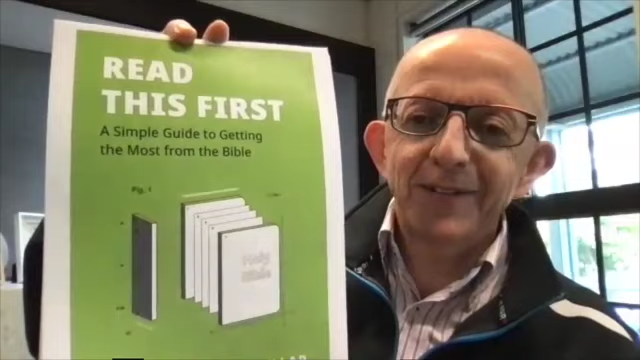 READ
THIS FIRST
A Simple Guide to Getting
the Most from the Bible
Fig. 1
Holy
Bible